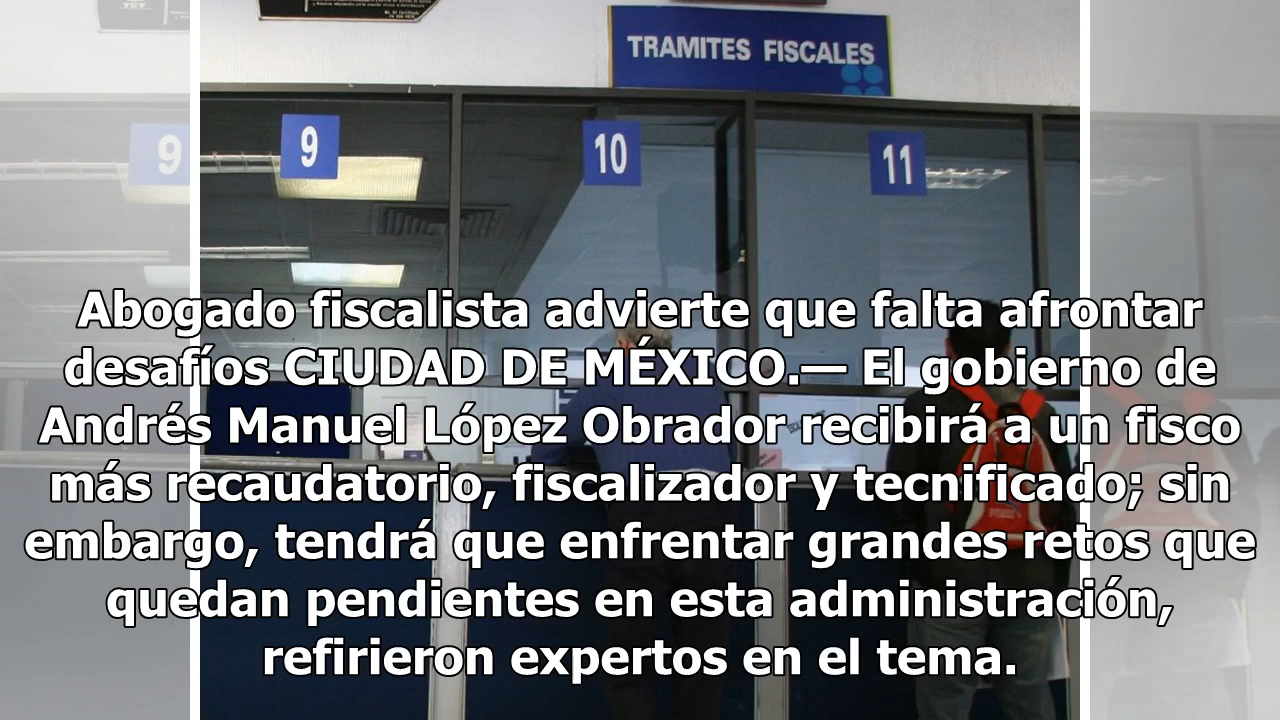 TRAMITES FISCALES
9
9
10
11
Abogado fiscalista advierte que falta afrontar
desafíos CIUDAD DE MÉXICO.— El gobierno de
Andrés Manuel López Obrador recibirá a un fisco
más recaudatorio, fiscalizador y tecnificado; sin
embargo, tendrá que enfrentar grandes retos que
quedan pendientes en esta administración,
refirieron expertos en el tema.